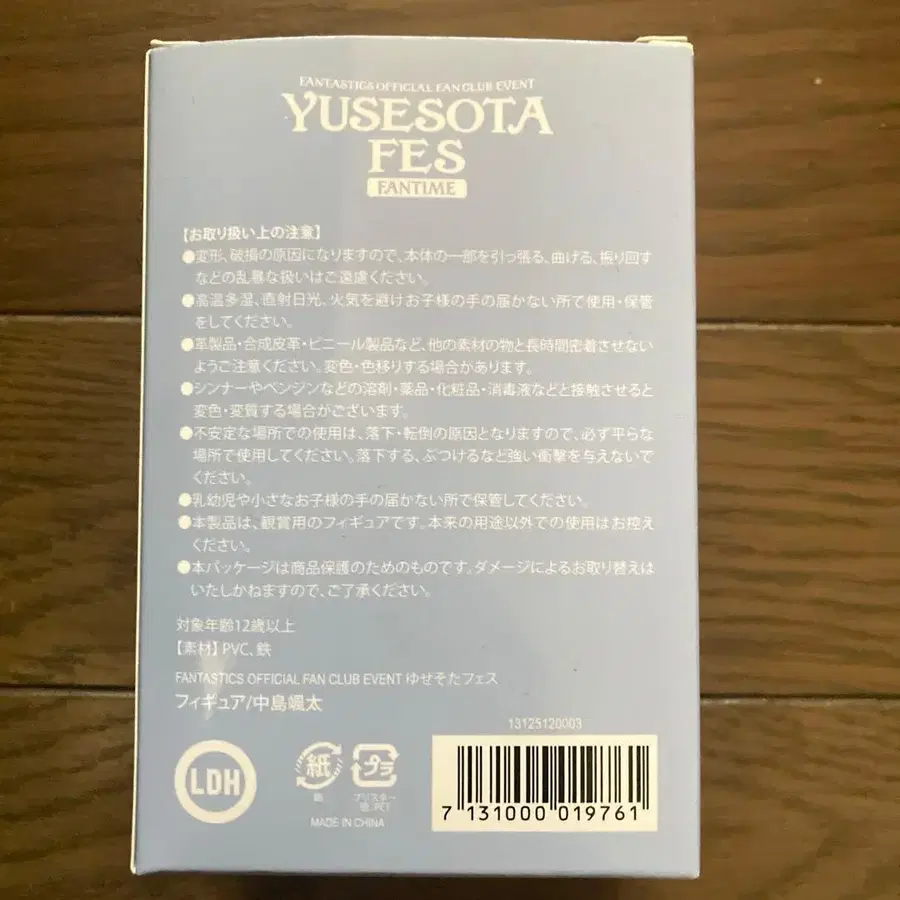 FANTASTICS OFFICIAL FAN CLUB EVENT
YUSESOTA
FES
FANTIME
【お取り扱い上の注意】
●変形、破損の原因になりますので、本体の一部を引っ張る、曲げる、振り回す
などの乱暴な扱いはご遠慮ください。
●高温多湿、直射日光、火気を避けお子様の手の届かない所で使用・保管
をしてください。
●革製品・合成皮革・ビニール製品など、他の素材の物と長時間密着させない
ようご注意ください。変色・色移りする場合があります。
●シンナーやベンジンなどの溶剤・薬品・化粧品・消毒液などと接触させると
変色・変質する場合がございます。
●不安定な場所での使用は、落下・転倒の原因となりますので、必ず平らな
場所で使用してください。落下する、ぶつけるなど強い衝撃を与えないで
ください。
●乳幼児や小さなお子様の手の届かない所で保管してください。
●本製品は、観賞用のフィギュアです。本来の用途以外での使用はお控え
ください。
●本パッケージは商品保護のためのものです。ダメージによるお取り替えは
いたしかねますので、ご了承ください。
対象年齢12歳以上
【素材】PVC、鉄
FANTASTICS OFFICIAL FAN CLUB EVENT ゆせそたフェス
フィギュア/中島颯太
13125120003
LDH
紙
プラ
箱
ブリスター
他:PET
MADE IN CHINA
7 131000 019761